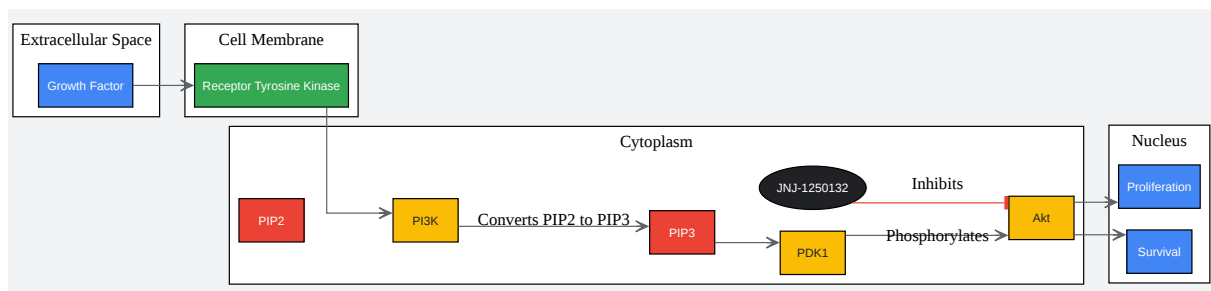 Extracellular Space
Growth Factor
Cell Membrane
Receptor Tyrosine Kinase
Cytoplasm
PIP2
PI3K
Converts PIP2 to PIP3
PIP3
JNJ-1250132
Inhibits
PDK1
Phosphorylates
Akt
Nucleus
Proliferation
Survival